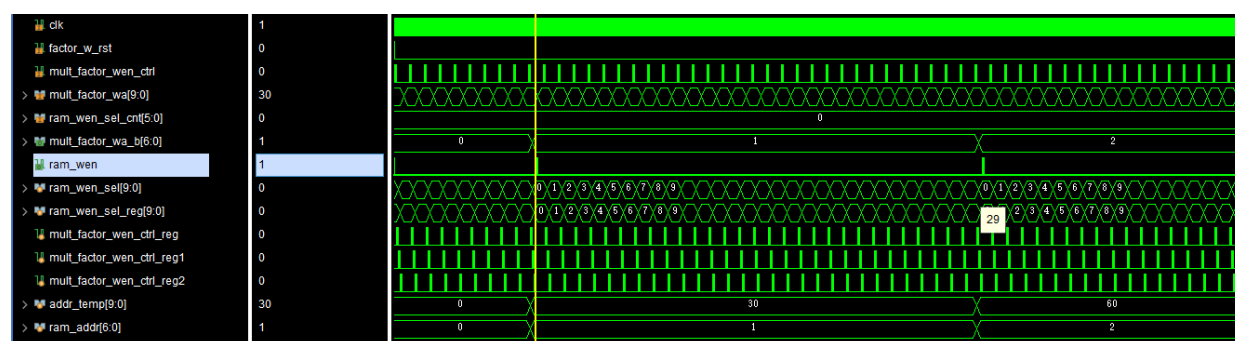 clk 1
factor_w_rst 0
mult_factor_wen_ctrl 0
mult_factor_wa[9:0] 30
ram_wen_sel_cnt[5:0] 0 0
mult_factor_wa_b[6:0] 1 0 1 2
ram_wen 1
ram_wen_sel[9:0] 0 0 1 2 3 4 5 6 7 8 9 0 1 2 3 4 5 6 7 8 9
ram_wen_sel_reg[9:0] 0 0 1 2 3 4 5 6 7 8 9 29 2 3 4 5 6 7 8 9
mult_factor_wen_ctrl_reg 0
mult_factor_wen_ctrl_reg1 0
mult_factor_wen_ctrl_reg2 0
addr_temp[9:0] 30 0 30 60
ram_addr[6:0] 1 0 1 2